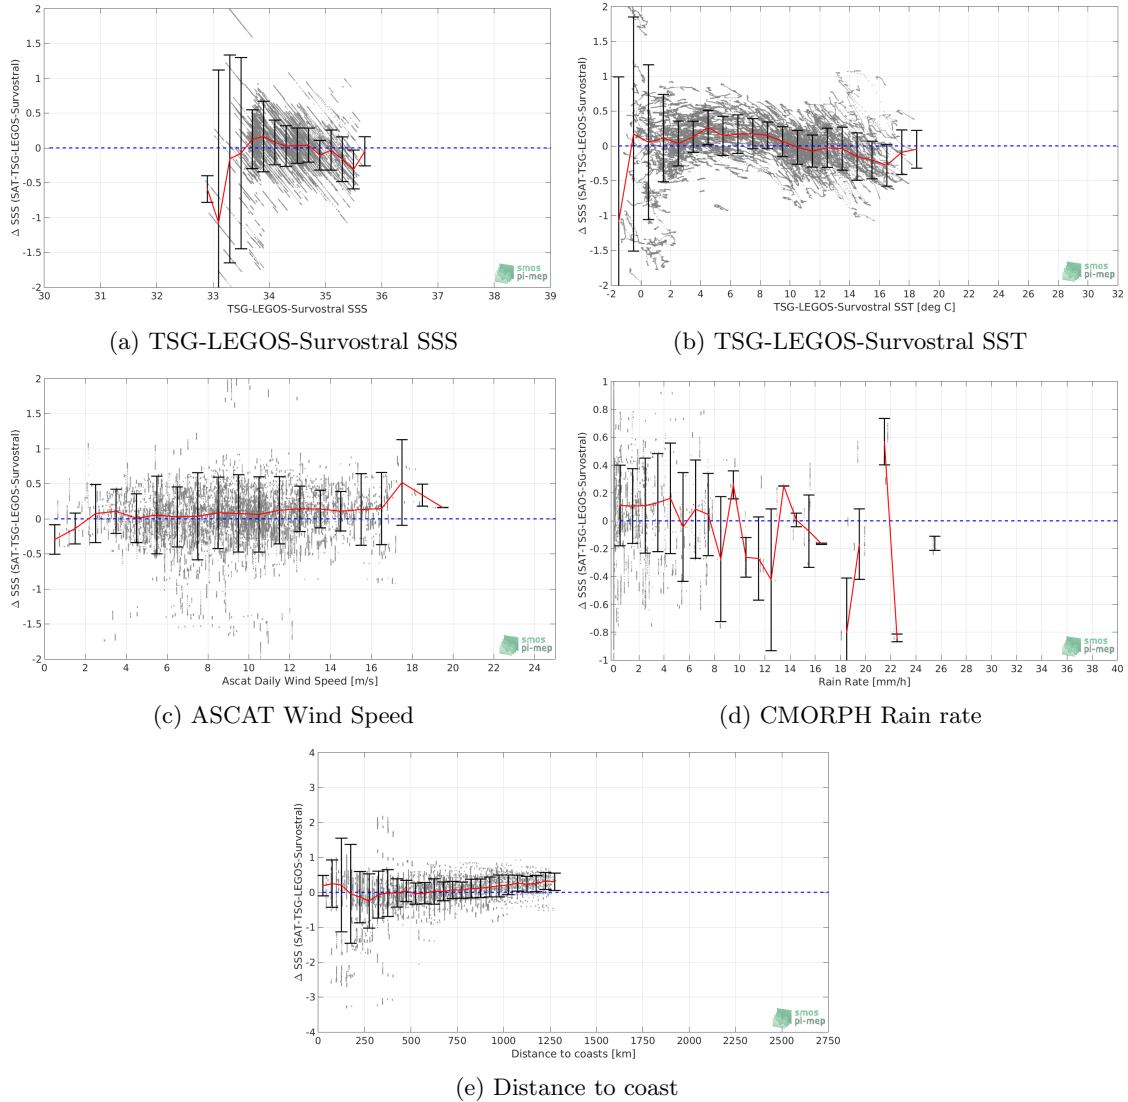 2
1.5
1
0.5
0
-0.5
-1
-1.5
-2
Δ SSS (SAT-TSG-LEGOS-Survostral)
30 31 32 33 34 35 36 37 38 39
TSG-LEGOS-Survostral SSS
smos
pi-mep
(a) TSG-LEGOS-Survostral SSS
2
1.5
1
0.5
0
-0.5
-1
-1.5
-2
Δ SSS (SAT-TSG-LEGOS-Survostral)
-2 0 2 4 6 8 10 12 14 16 18 20 22 24 26 28 30 32
TSG-LEGOS-Survostral SST [deg C]
smos
pi-mep
(b) TSG-LEGOS-Survostral SST
2
1.5
1
0.5
0
-0.5
-1
-1.5
-2
Δ SSS (SAT-TSG-LEGOS-Survostral)
0 2 4 6 8 10 12 14 16 18 20 22 24
Ascat Daily Wind Speed [m/s]
smos
pi-mep
(c) ASCAT Wind Speed
1
0.8
0.6
0.4
0.2
0
-0.2
-0.4
-0.6
-0.8
-1
Δ SSS (SAT-TSG-LEGOS-Survostral)
0 2 4 6 8 10 12 14 16 18 20 22 24 26 28 30 32 34 36 38 40
Rain Rate [mm/h]
smos
pi-mep
(d) CMORPH Rain rate
4
3
2
1
0
-1
-2
-3
-4
Δ SSS (SAT-TSG-LEGOS-Survostral)
0 250 500 750 1000 1250 1500 1750 2000 2250 2500 2750
Distance to coasts [km]
smos
pi-mep
(e) Distance to coast